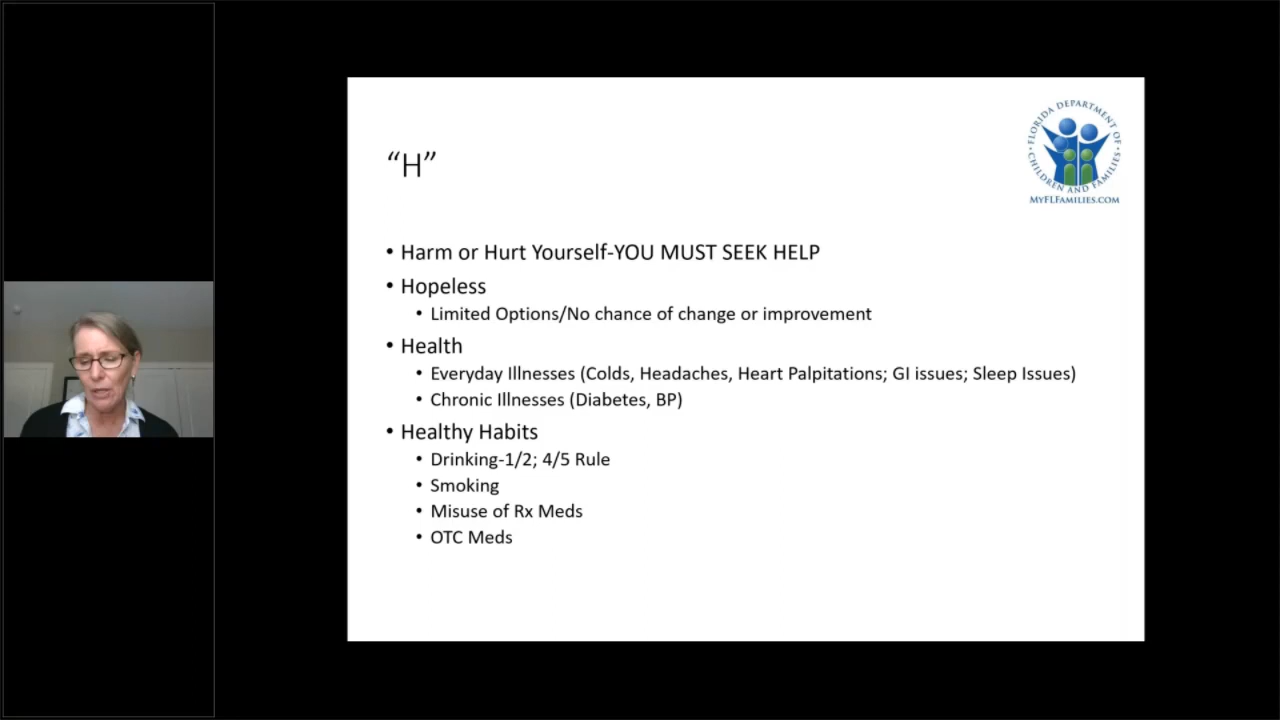 “H”
FLORIDA DEPARTMENT OF
CHILDREN AND FAMILIES
MYFLFAMILIES.COM
• Harm or Hurt Yourself-YOU MUST SEEK HELP
• Hopeless
• Limited Options/No chance of change or improvement
• Health
• Everyday Illnesses (Colds, Headaches, Heart Palpitations; GI issues; Sleep Issues)
• Chronic Illnesses (Diabetes, BP)
• Healthy Habits
• Drinking-1/2; 4/5 Rule
• Smoking
• Misuse of Rx Meds
• OTC Meds